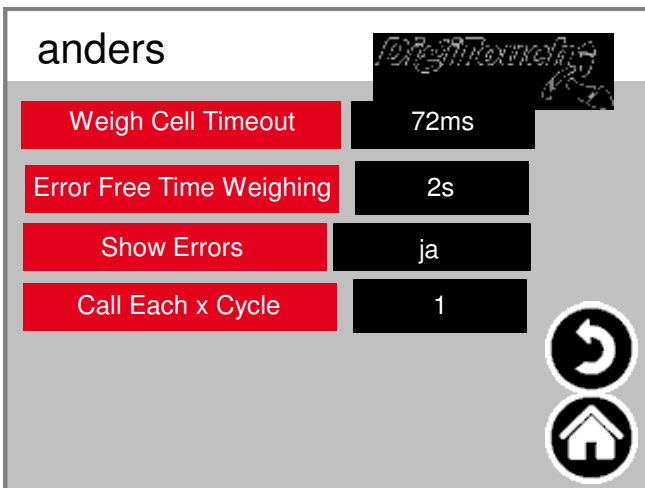 anders
DigiTouch
Weigh Cell Timeout
72ms
Error Free Time Weighing
2s
Show Errors
ja
Call Each x Cycle
1